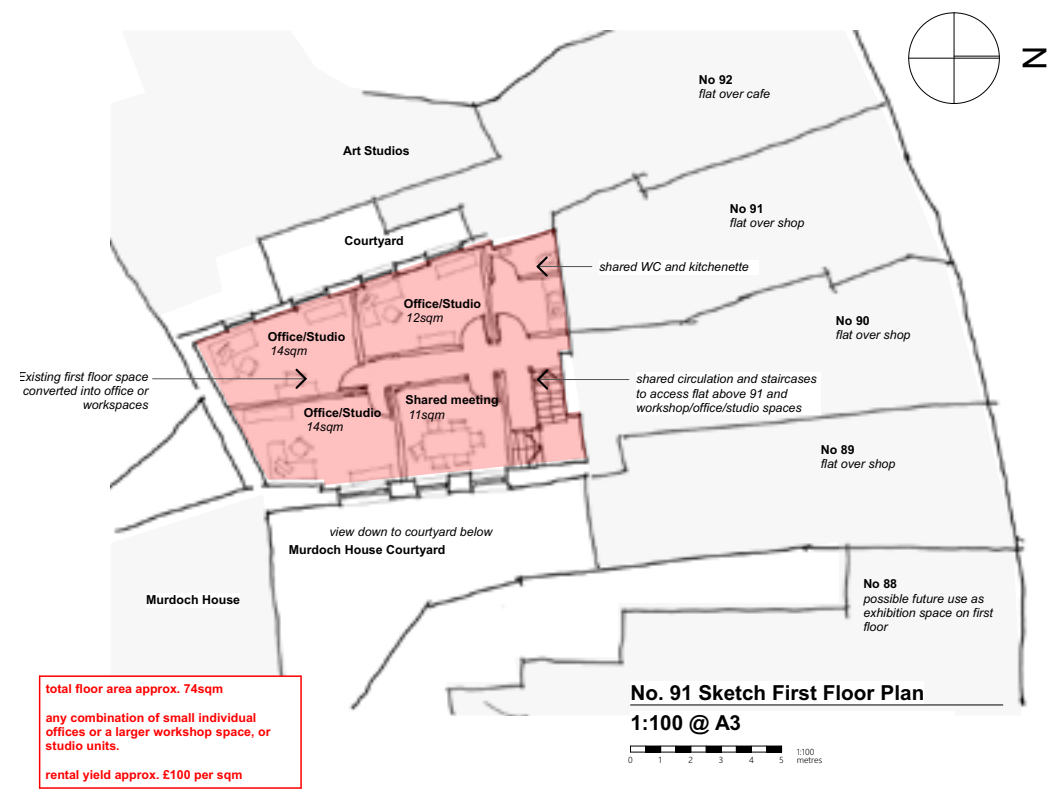 N
No 92
flat over cafe
Art Studios
No 91
flat over shop
Courtyard
shared WC and kitchenette
Office/Studio
12sqm
Office/Studio
14sqm
No 90
flat over shop
Existing first floor space
converted into office or
workspaces
shared circulation and staircases
to access flat above 91 and
workshop/office/studio spaces
Shared meeting
11sqm
Office/Studio
14sqm
No 89
flat over shop
view down to courtyard below
Murdoch House Courtyard
Murdoch House
No 88
possible future use as
exhibition space on first
floor
total floor area approx. 74sqm
any combination of small individual
offices or a larger workshop space, or
studio units.
rental yield approx. £100 per sqm
No. 91 Sketch First Floor Plan
1:100 @ A3
0 1 2 3 4 5
1:100
metres